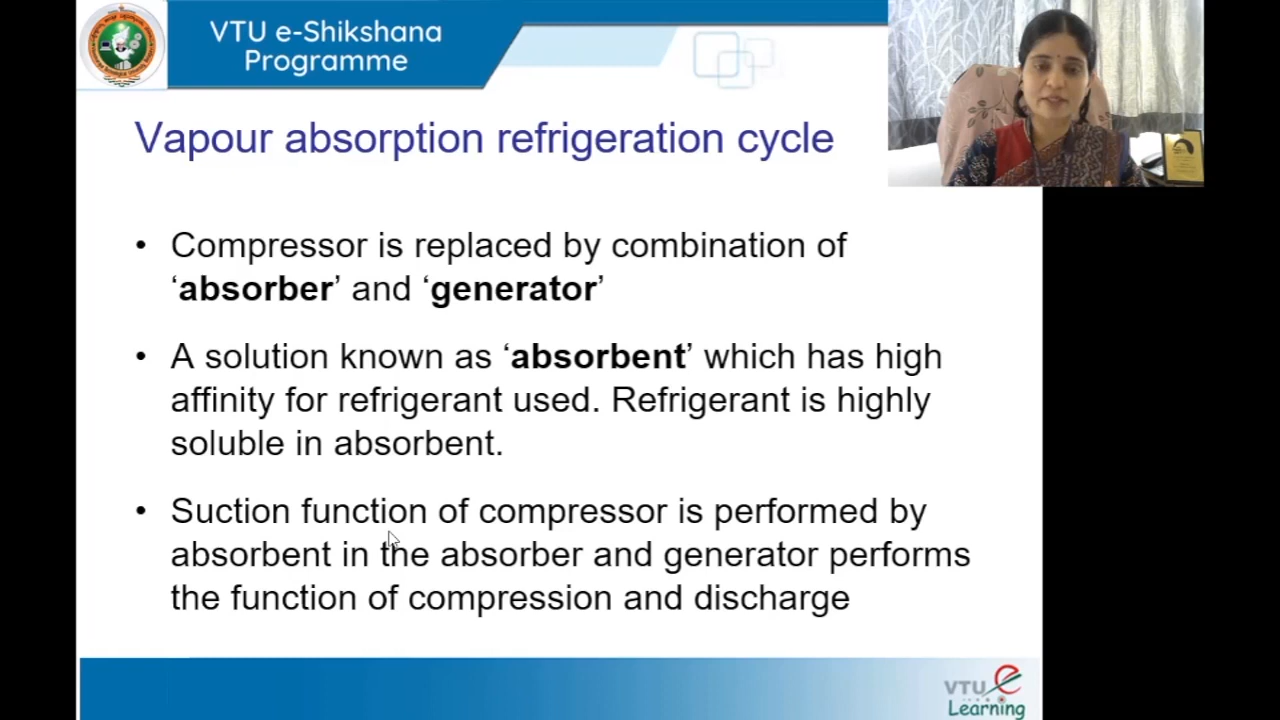 VTU e-Shikshana
Programme
Vapour absorption refrigeration cycle
• Compressor is replaced by combination of
‘absorber’ and ‘generator’
• A solution known as ‘absorbent’ which has high
affinity for refrigerant used. Refrigerant is highly
soluble in absorbent.
• Suction function of compressor is performed by
absorbent in the absorber and generator performs
the function of compression and discharge
VTU e
Learning